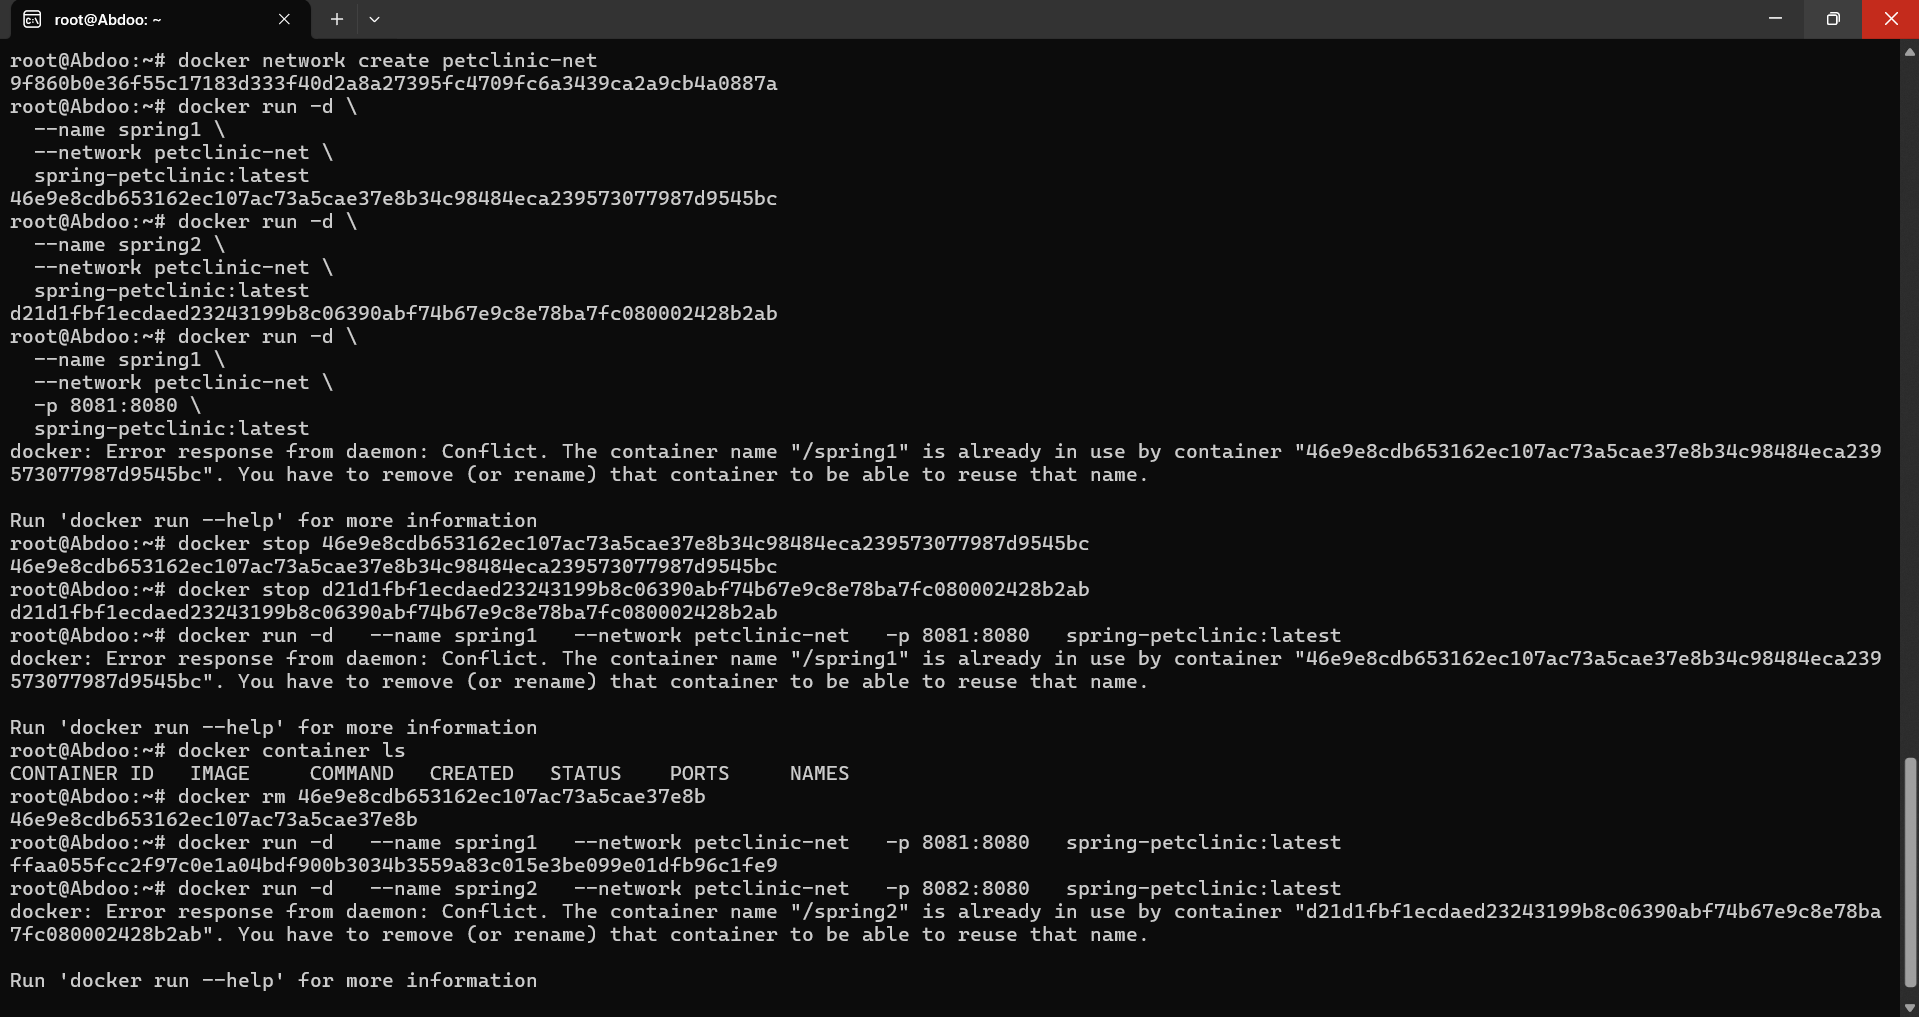 root@Abdoo: ~
root@Abdoo:~# docker network create petclinic-net
9f860b0e36f55c17183d333f40d2a8a27395fc4709fc6a3439ca2a9cb4a0887a
root@Abdoo:~# docker run -d \
  --name spring1 \
  --network petclinic-net \
  spring-petclinic:latest
46e9e8cdb653162ec107ac73a5cae37e8b34c98484eca239573077987d9545bc
root@Abdoo:~# docker run -d \
  --name spring2 \
  --network petclinic-net \
  spring-petclinic:latest
d21d1fbf1ecdaed23243199b8c06390abf74b67e9c8e78ba7fc080002428b2ab
root@Abdoo:~# docker run -d \
  --name spring1 \
  --network petclinic-net \
  -p 8081:8080 \
  spring-petclinic:latest
docker: Error response from daemon: Conflict. The container name "/spring1" is already in use by container "46e9e8cdb653162ec107ac73a5cae37e8b34c98484eca239
573077987d9545bc". You have to remove (or rename) that container to be able to reuse that name.

Run 'docker run --help' for more information
root@Abdoo:~# docker stop 46e9e8cdb653162ec107ac73a5cae37e8b34c98484eca239573077987d9545bc
46e9e8cdb653162ec107ac73a5cae37e8b34c98484eca239573077987d9545bc
root@Abdoo:~# docker stop d21d1fbf1ecdaed23243199b8c06390abf74b67e9c8e78ba7fc080002428b2ab
d21d1fbf1ecdaed23243199b8c06390abf74b67e9c8e78ba7fc080002428b2ab
root@Abdoo:~# docker run -d   --name spring1   --network petclinic-net   -p 8081:8080   spring-petclinic:latest
docker: Error response from daemon: Conflict. The container name "/spring1" is already in use by container "46e9e8cdb653162ec107ac73a5cae37e8b34c98484eca239
573077987d9545bc". You have to remove (or rename) that container to be able to reuse that name.

Run 'docker run --help' for more information
root@Abdoo:~# docker container ls
CONTAINER ID   IMAGE     COMMAND   CREATED   STATUS    PORTS     NAMES
root@Abdoo:~# docker rm 46e9e8cdb653162ec107ac73a5cae37e8b
46e9e8cdb653162ec107ac73a5cae37e8b
root@Abdoo:~# docker run -d   --name spring1   --network petclinic-net   -p 8081:8080   spring-petclinic:latest
ffaa055fcc2f97c0e1a04bdf900b3034b3559a83c015e3be099e01dfb96c1fe9
root@Abdoo:~# docker run -d   --name spring2   --network petclinic-net   -p 8082:8080   spring-petclinic:latest
docker: Error response from daemon: Conflict. The container name "/spring2" is already in use by container "d21d1fbf1ecdaed23243199b8c06390abf74b67e9c8e78ba
7fc080002428b2ab". You have to remove (or rename) that container to be able to reuse that name.

Run 'docker run --help' for more information